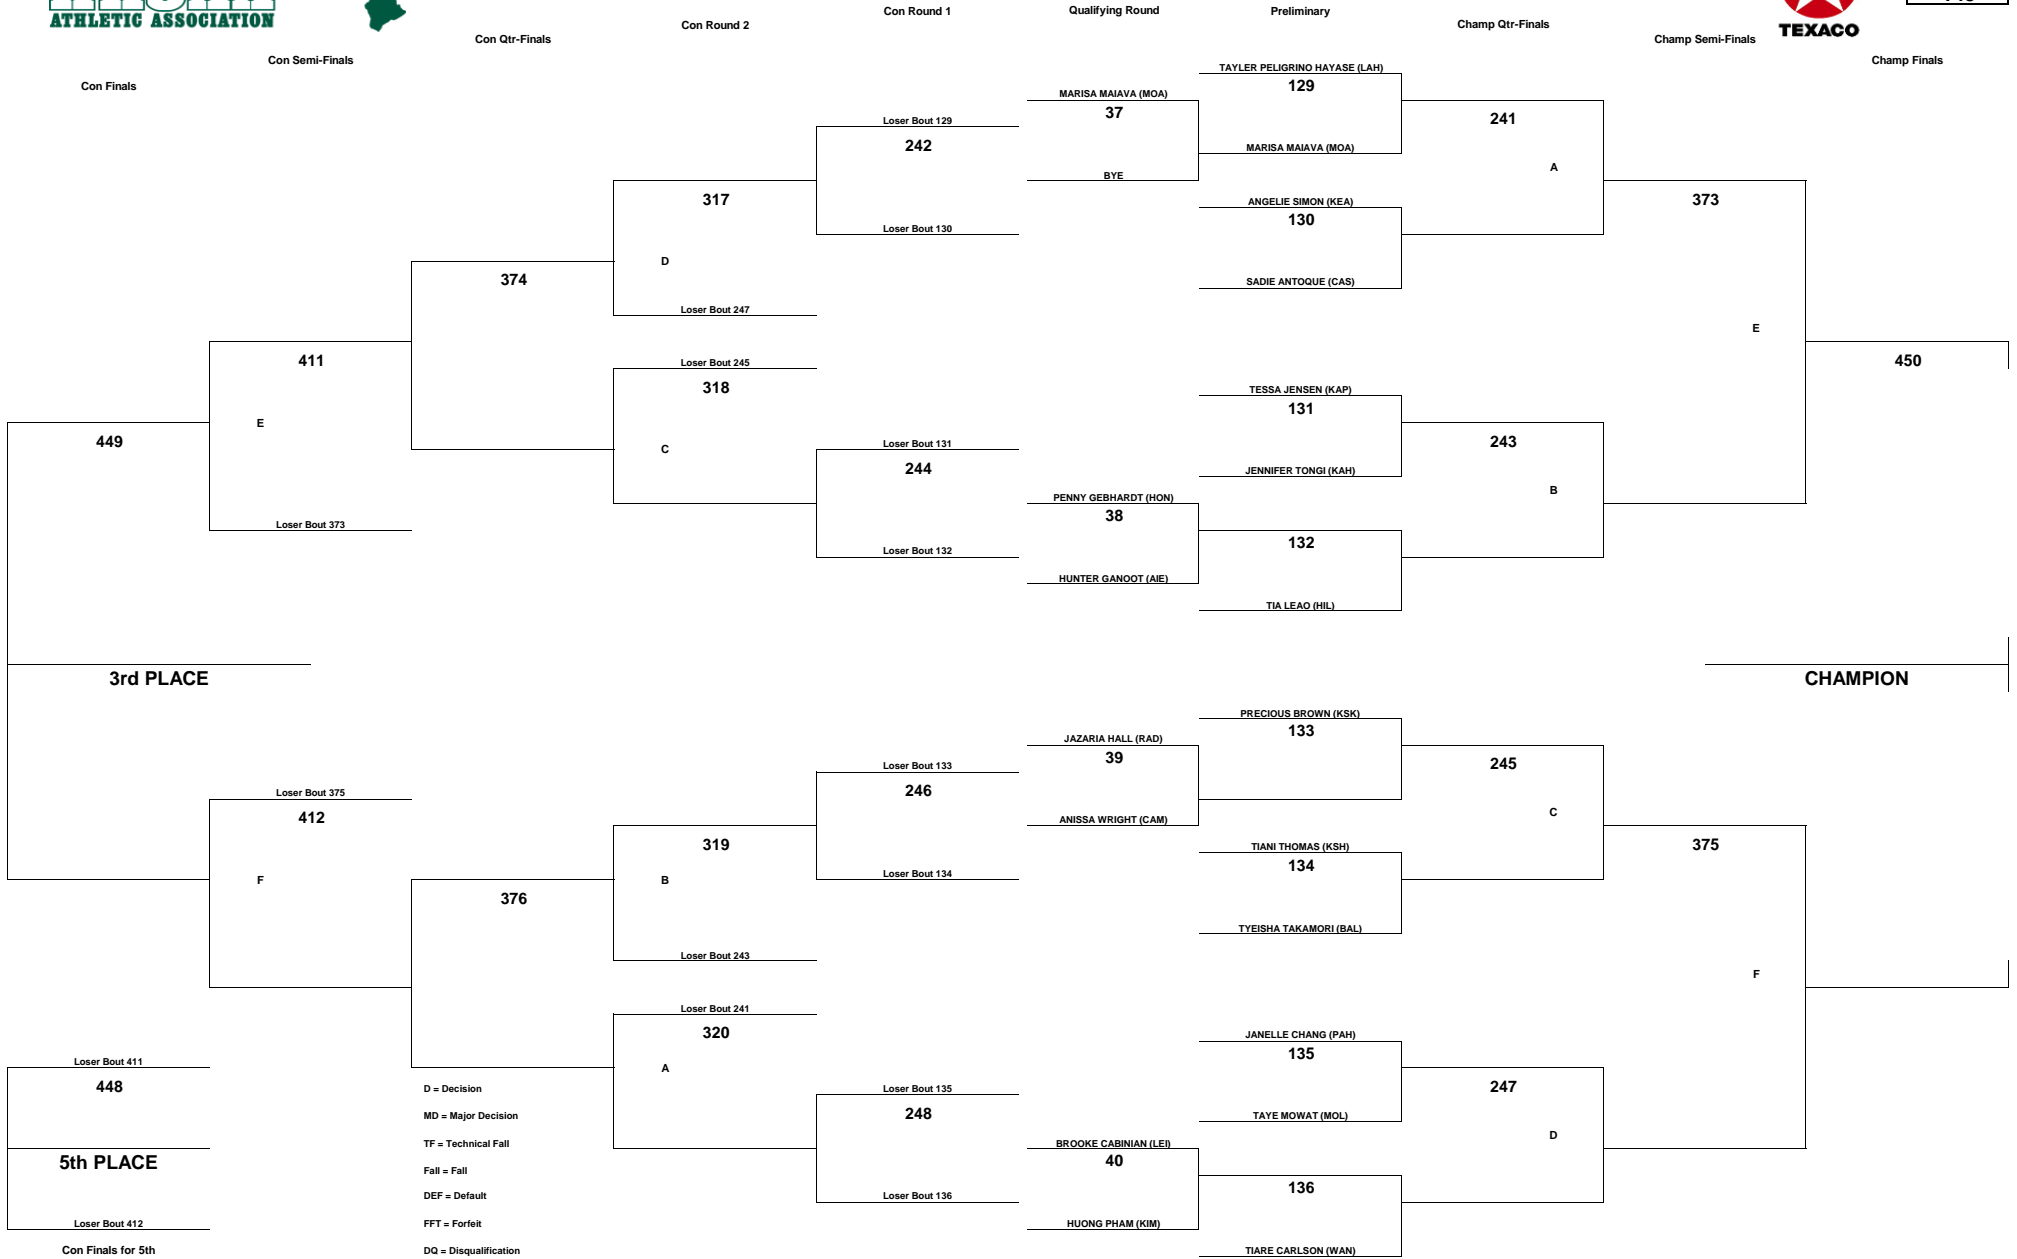 ATHLETIC ASSOCIATION
TEXACO
Con Finals
Con Semi-Finals
Con Qtr-Finals
Con Round 2
Con Round 1
Qualifying Round
Preliminary
Champ Qtr-Finals
Champ Semi-Finals
Champ Finals
TAYLER PELIGRINO HAYASE (LAH)
129
MARISA MAIAVA (MOA)
37
Loser Bout 129
241
242
MARISA MAIAVA (MOA)
A
BYE
317
ANGELIE SIMON (KEA)
373
130
Loser Bout 130
D
374
SADIE ANTOQUE (CAS)
Loser Bout 247
E
411
Loser Bout 245
450
318
TESSA JENSEN (KAP)
131
E
449
Loser Bout 131
243
C
244
JENNIFER TONGI (KAH)
B
PENNY GEBHARDT (HON)
38
Loser Bout 373
132
Loser Bout 132
HUNTER GANOOT (AIE)
TIA LEAO (HIL)
3rd PLACE
CHAMPION
PRECIOUS BROWN (KSK)
133
JAZARIA HALL (RAD)
39
Loser Bout 133
245
Loser Bout 375
246
412
C
ANISSA WRIGHT (CAM)
319
TIANI THOMAS (KSH)
375
134
Loser Bout 134
F
B
376
TYEISHA TAKAMORI (BAL)
Loser Bout 243
F
Loser Bout 241
320
JANELLE CHANG (PAH)
135
Loser Bout 411
A
448
D = Decision
Loser Bout 135
247
248
MD = Major Decision
TAYE MOWAT (MOL)
D
TF = Technical Fall
BROOKE CABINIAN (LEI)
5th PLACE
40
Fall = Fall
136
DEF = Default
Loser Bout 136
Loser Bout 412
FFT = Forfeit
HUONG PHAM (KIM)
Con Finals for 5th
DQ = Disqualification
TIARE CARLSON (WAN)